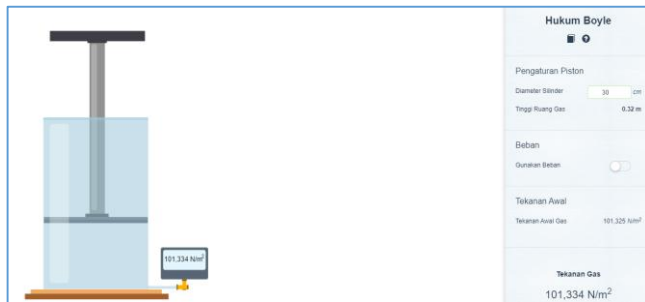 Hukum Boyle
Pengaturan Piston
Diameter Silinder 30 cm
Tinggi Ruang Gas 0.32 m
Beban
Gunakan Beban
Tekanan Awal
Tekanan Awal Gas 101,325 N/m²
101,334 N/m²
Tekanan Gas
101,334 N/m²